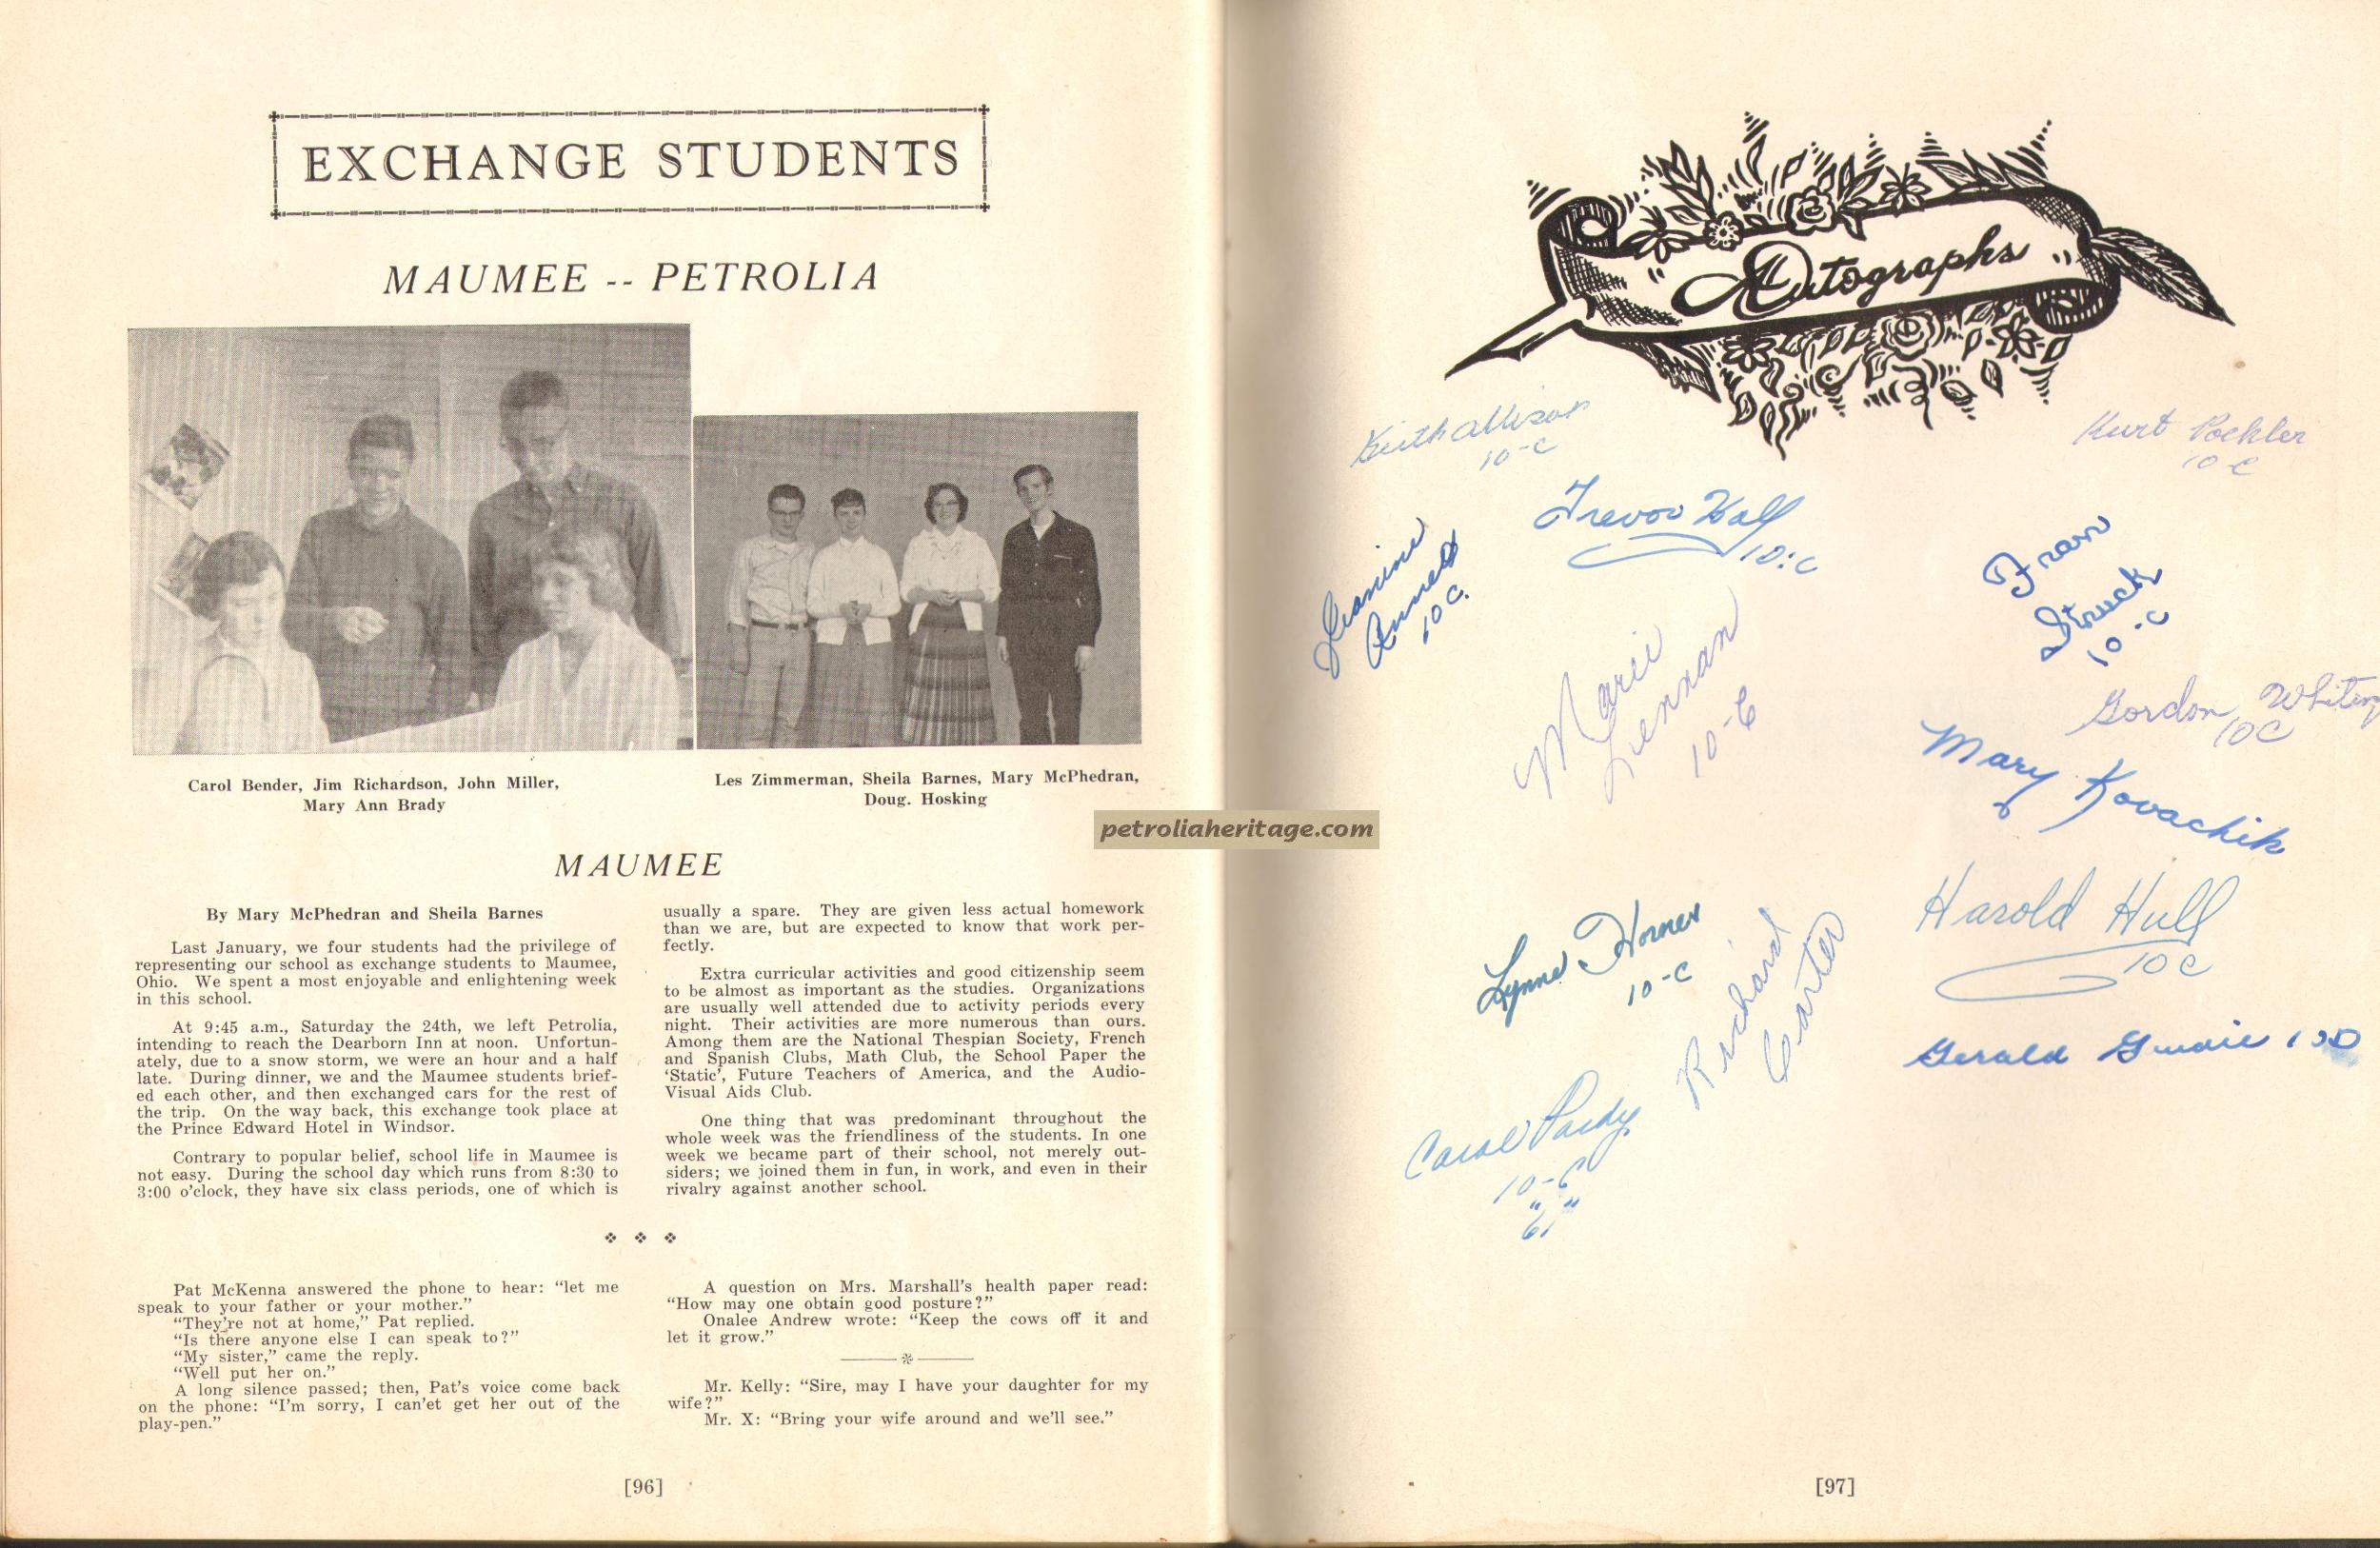 EXCHANGE STUDENTS
MAUMEE -- PETROLIA
Carol Bender, Jim Richardson, John Miller,
Mary Ann Brady
Les Zimmerman, Sheila Barnes, Mary McPhedran,
Doug. Hosking
MAUMEE
By Mary McPhedran and Sheila Barnes
Last January, we four students had the privilege of
representing our school as exchange students to Maumee,
Ohio. We spent a most enjoyable and enlightening week
in this school.
At 9:45 a.m., Saturday the 24th, we left Petrolia,
intending to reach the Dearborn Inn at noon. Unfortun-
ately, due to a snow storm, we were an hour and a half
late. During dinner, we and the Maumee students brief-
ed each other, and then exchanged cars for the rest of
the trip. On the way back, this exchange took place at
the Prince Edward Hotel in Windsor.
Contrary to popular belief, school life in Maumee is
not easy. During the school day which runs from 8:30 to
3:00 o'clock, they have six class periods, one of which is
usually a spare. They are given less actual homework
than we are, but are expected to know that work per-
fectly.
Extra curricular activities and good citizenship seem
to be almost as important as the studies. Organizations
are usually well attended due to activity periods every
night. Their activities are more numerous than ours.
Among them are the National Thespian Society, French
and Spanish Clubs, Math Club, the School Paper the
'Static', Future Teachers of America, and the Audio-
Visual Aids Club.
One thing that was predominant throughout the
whole week was the friendliness of the students. In one
week we became part of their school, not merely out-
siders; we joined them in fun, in work, and even in their
rivalry against another school.
Pat McKenna answered the phone to hear: "let me
speak to your father or your mother."
"They're not at home," Pat replied.
"Is there anyone else I can speak to?"
"My sister," came the reply.
"Well put her on."
A long silence passed; then, Pat's voice come back
on the phone: "I'm sorry, I can'et get her out of the
play-pen."
A question on Mrs. Marshall's health paper read:
"How may one obtain good posture?"
Onalee Andrew wrote: "Keep the cows off it and
let it grow."
Mr. Kelly: "Sire, may I have your daughter for my
wife?"
Mr. X: "Bring your wife around and we'll see."
[96]
petroliaheritage.com
"Autographs"
Keith Allison
10-C
Kurt Poehler
10 C
Trevor Hall
10:C
Jeanine
Annett
10 C.
Fran
Struck
10-C
Marie
Lennan
10-C
Gordon Whiting
10C
Mary Kovachik
Harold Hull
10 C
Lynne Horner
10-C
Richard
Carter
Gerald 10D
Carol Pardy
10-C
"61"
[97]